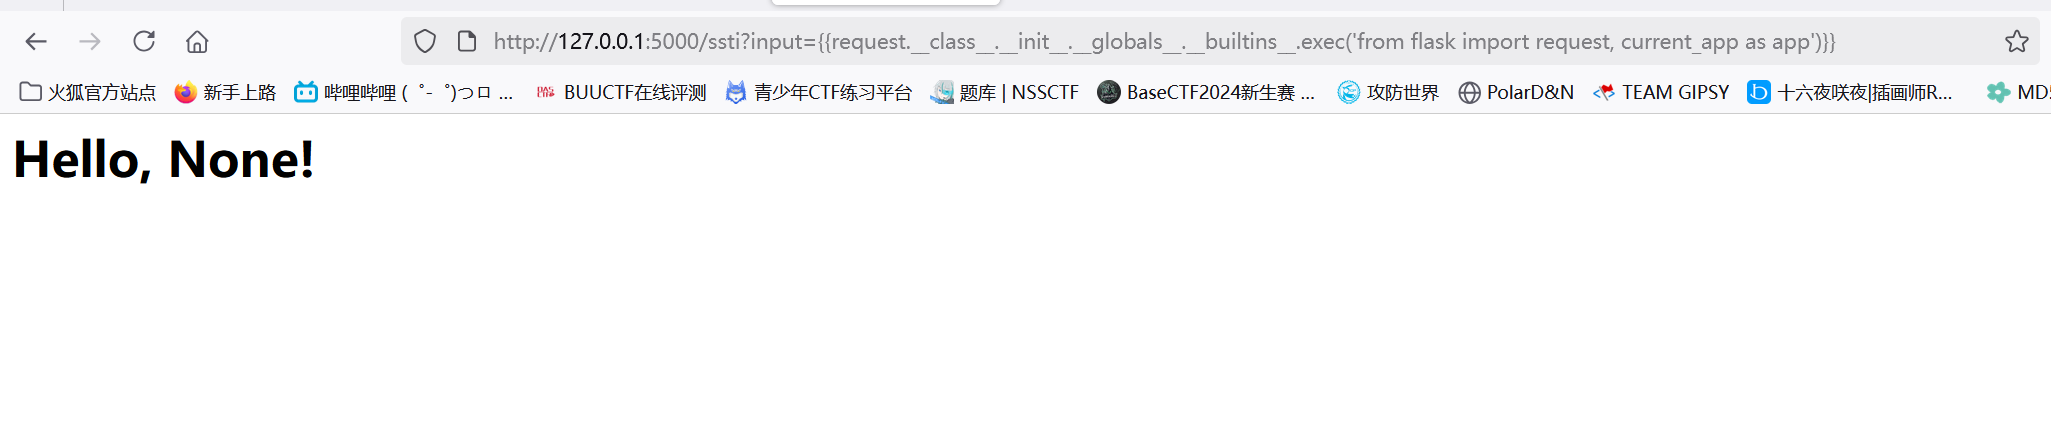 http://127.0.0.1:5000/ssti?input={{request.__class__.__init__.__globals__.__builtins__.exec('from flask import request, current_app as app')}}
火狐官方站点 新手上路 哔哩哔哩 (゜-゜)つロ ... BUUCTF在线评测 青少年CTF练习平台 题库 | NSSCTF BaseCTF2024新生赛 ... 攻防世界 PolarD&N TEAM GIPSY 十六夜咲夜|插画师R... MD5
Hello, None!